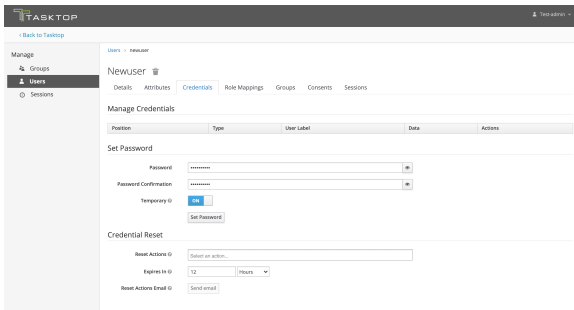 TASKTOP
Test admin
< Back to Tasktop
Manage
Groups
Users
Sessions
Users > newuser
Newuser
Details Attributes Credentials Role Mappings Groups Consents Sessions
Manage Credentials
Position Type User Label Data Actions
Set Password
Password ••••••••••
Password Confirmation ••••••••••
Temporary ON
Set Password
Credential Reset
Reset Actions Select an action...
Expires In 12 Hours
Reset Actions Email Send email